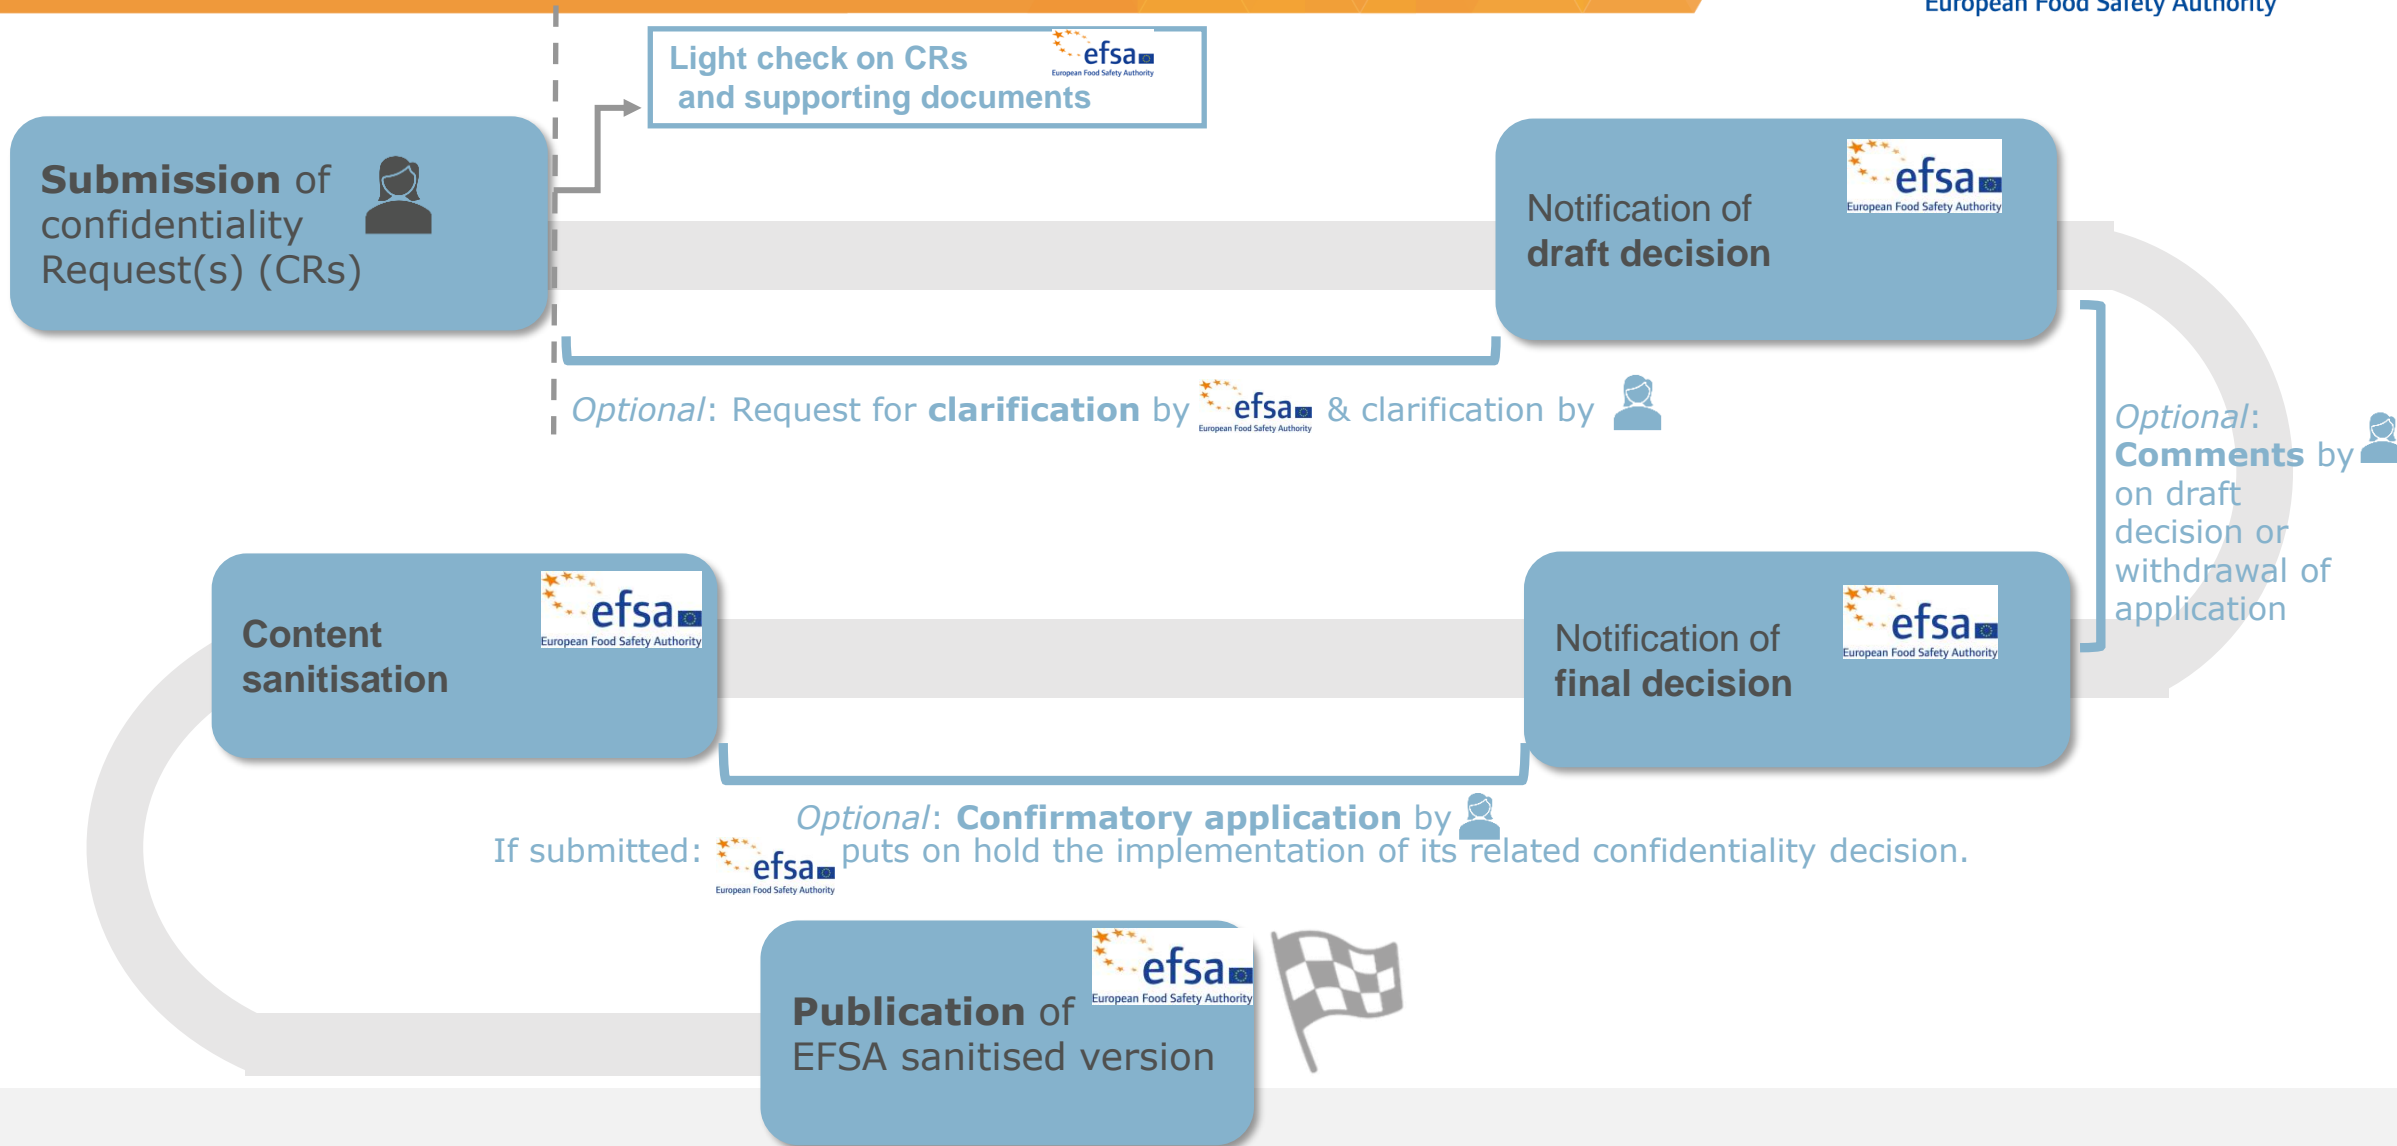 European Food Safety Authority
Light check on CRs
efsa
European Food Safety Authority
and supporting documents
Submission of
confidentiality
Request(s) (CRs)
efsa
European Food Safety Authority
Notification of
draft decision
Optional: Request for clarification by efsa & clarification by
European Food Safety Authority
Optional:
Comments by
on draft
decision or
withdrawal of
application
Content
sanitisation
efsa
European Food Safety Authority
Notification of
final decision
efsa
European Food Safety Authority
Optional: Confirmatory application by
If submitted: efsa puts on hold the implementation of its related confidentiality decision.
European Food Safety Authority
efsa
European Food Safety Authority
Publication of
EFSA sanitised version